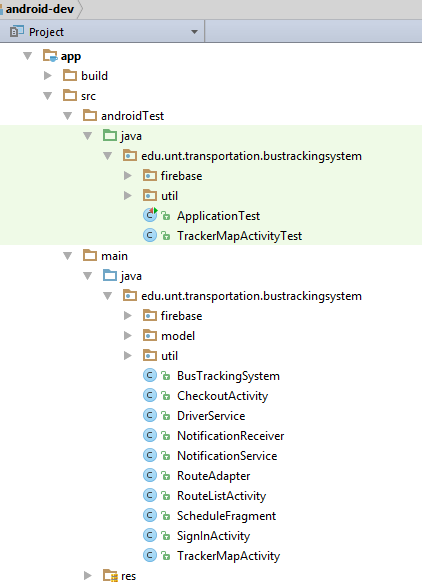 android-dev
Project
app
build
src
androidTest
java
edu.unt.transportation.bustrackingsystem
firebase
util
ApplicationTest
TrackerMapActivityTest
main
java
edu.unt.transportation.bustrackingsystem
firebase
model
util
BusTrackingSystem
CheckoutActivity
DriverService
NotificationReceiver
NotificationService
RouteAdapter
RouteListActivity
ScheduleFragment
SignInActivity
TrackerMapActivity
res